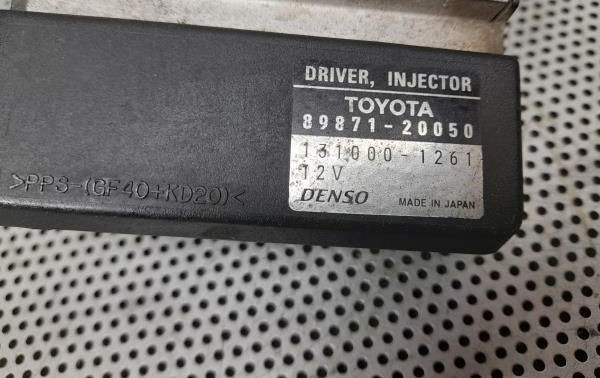 DRIVER, INJECTOR
TOYOTA
89871-20050
131000-1261
12V
DENSO MADE IN JAPAN
>PPS-(GF40+KD20)<